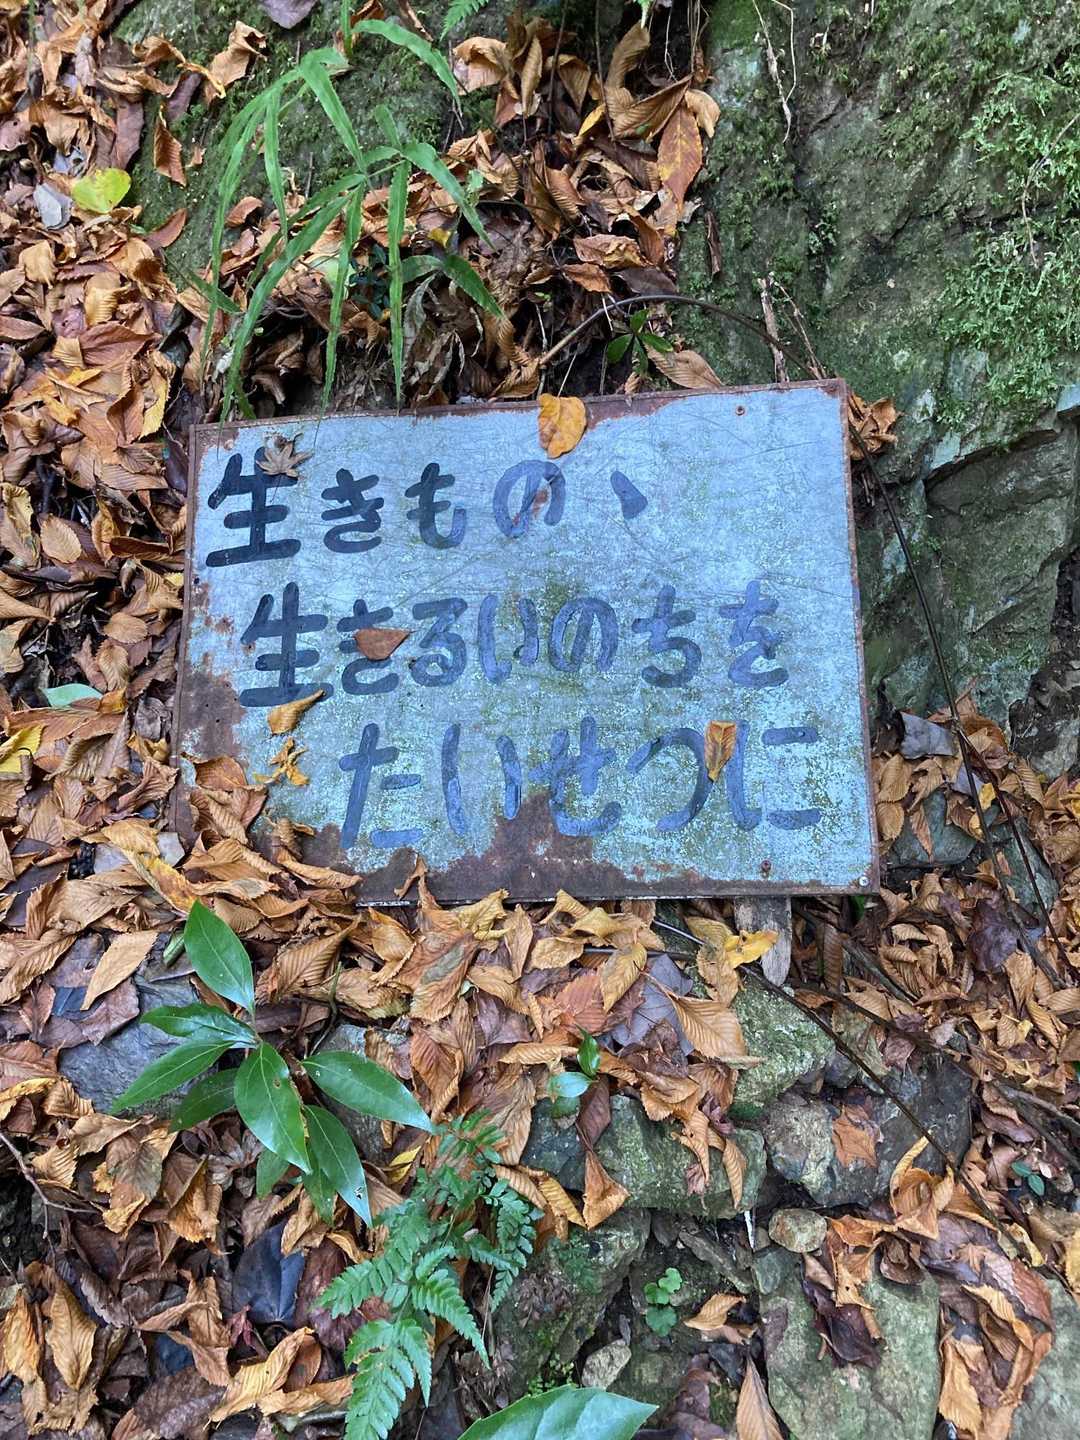 生きもの、
生きるいのちを
たいせつに